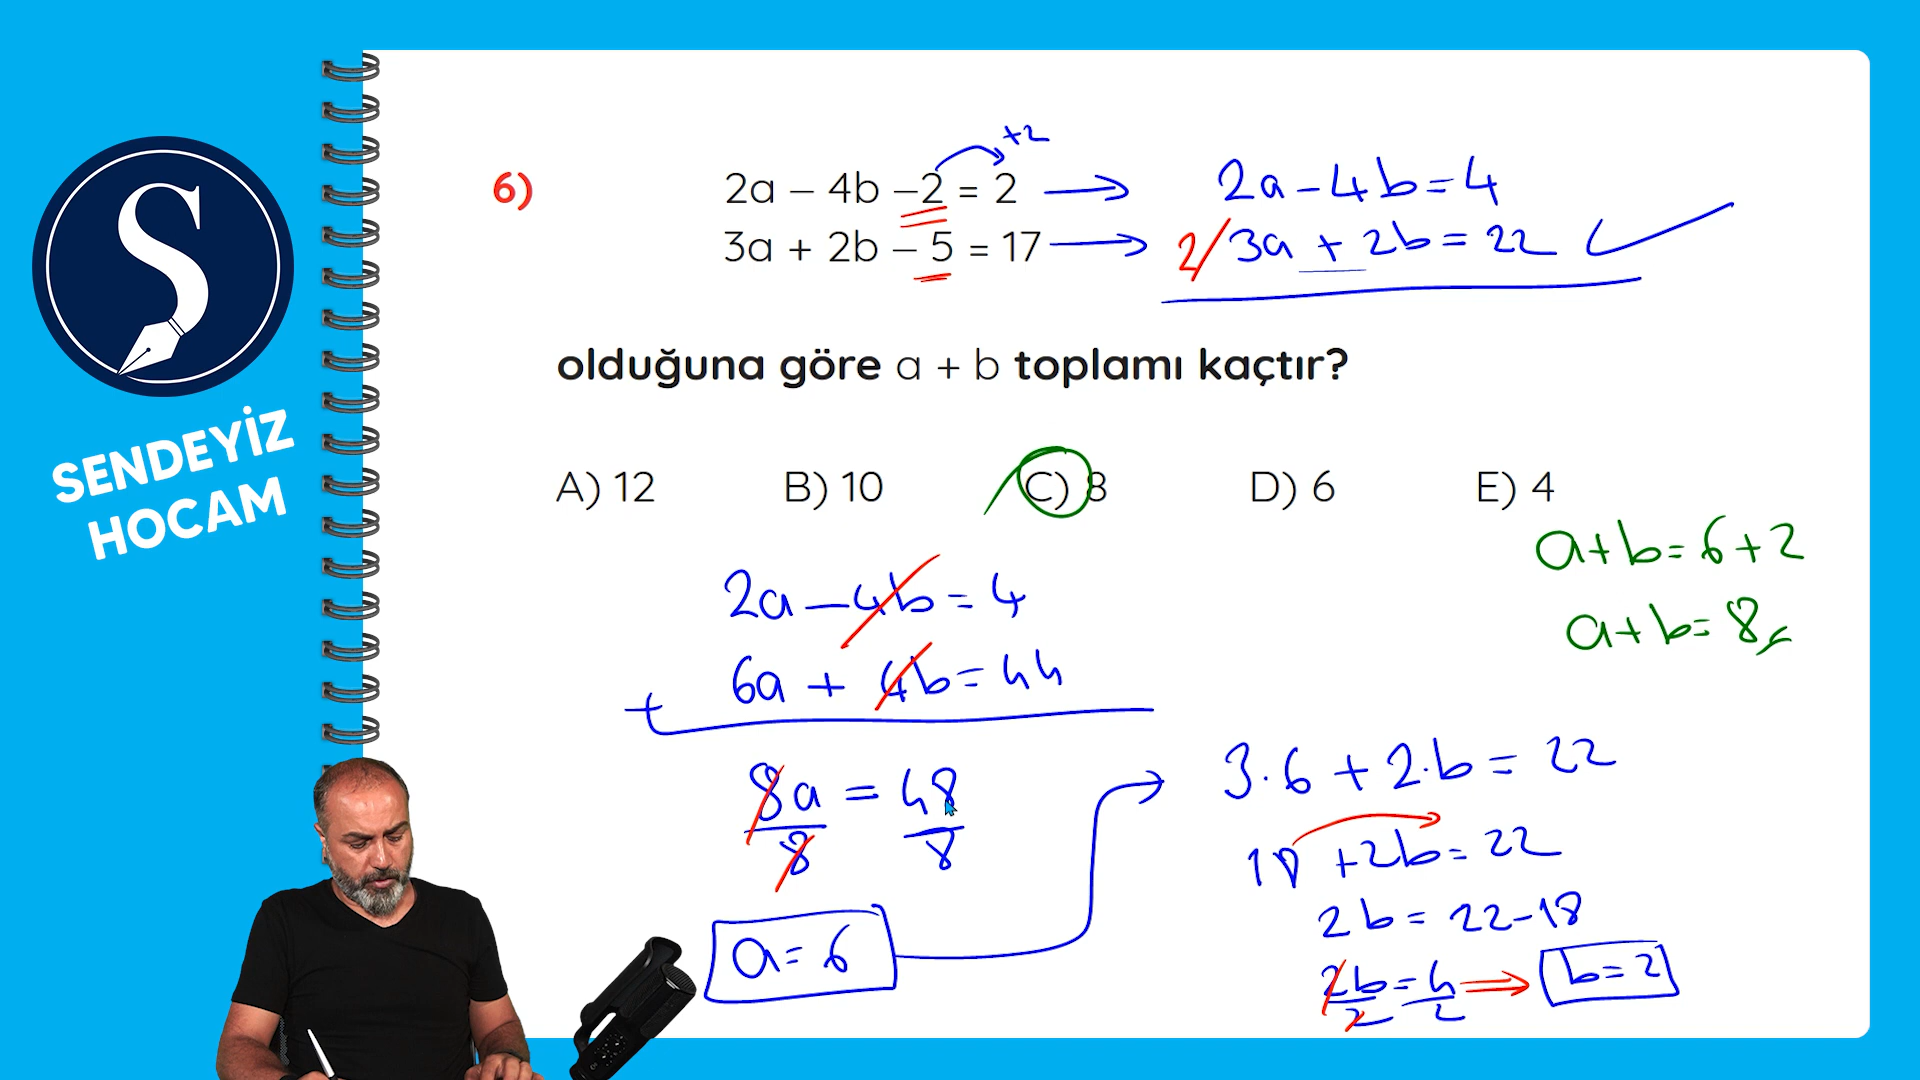 SENDEYİZ
HOCAM
6)
+2
2a – 4b –2 = 2
2a – 4b = 4
3a + 2b – 5 = 17
2/ 3a + 2b = 22
olduğuna göre a + b toplamı kaçtır?
A) 12
B) 10
C) 8
D) 6
E) 4
2a – 4b = 4
6a + 4b = 44
+
8a = 48
8 8
a = 6
a+b = 6+2
a+b = 8
3·6 + 2·b = 22
18 + 2b = 22
2b = 22–18
2b = 4
2 2
b = 2